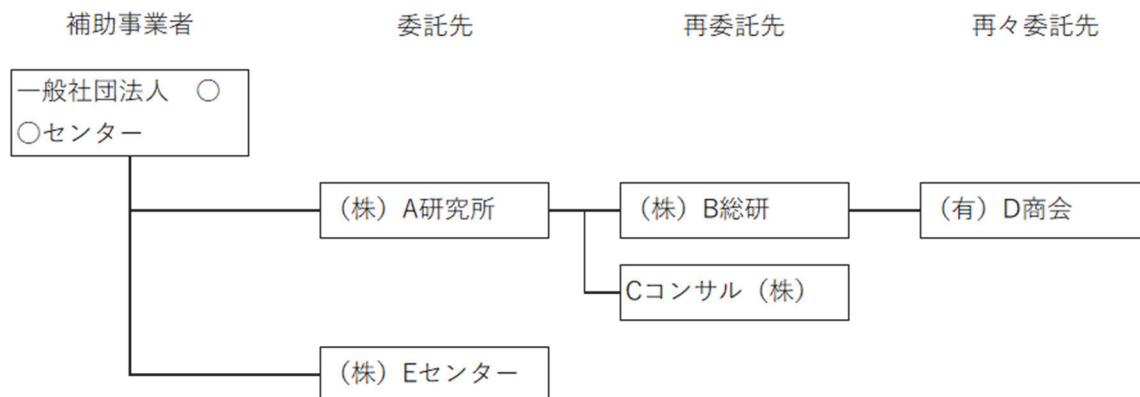 補助事業者
委託先
再委託先
再々委託先
一般社団法人　○
○センター
（株）A研究所
（株）B総研
（有）D商会
Cコンサル（株）
（株）Eセンター